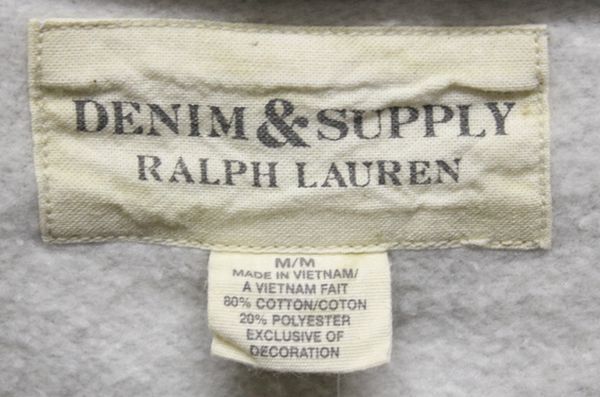 DENIM & SUPPLY
RALPH LAUREN
M/M
MADE IN VIETNAM/
A VIETNAM FAIT
80% COTTON/COTON
20% POLYESTER
EXCLUSIVE OF
DECORATION